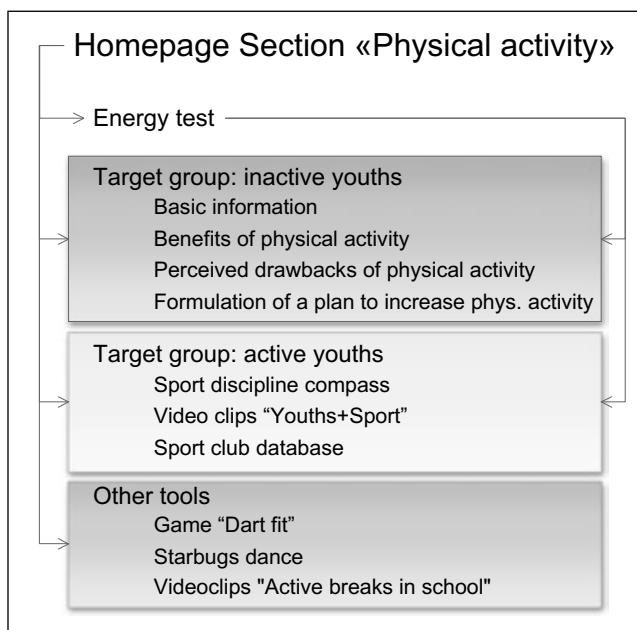 Homepage Section «Physical activity»
Energy test
Target group: inactive youths
Basic information
Benefits of physical activity
Perceived drawbacks of physical activity
Formulation of a plan to increase phys. activity
Target group: active youths
Sport discipline compass
Video clips “Youths+Sport”
Sport club database
Other tools
Game “Dart fit”
Starbugs dance
Videoclips "Active breaks in school"